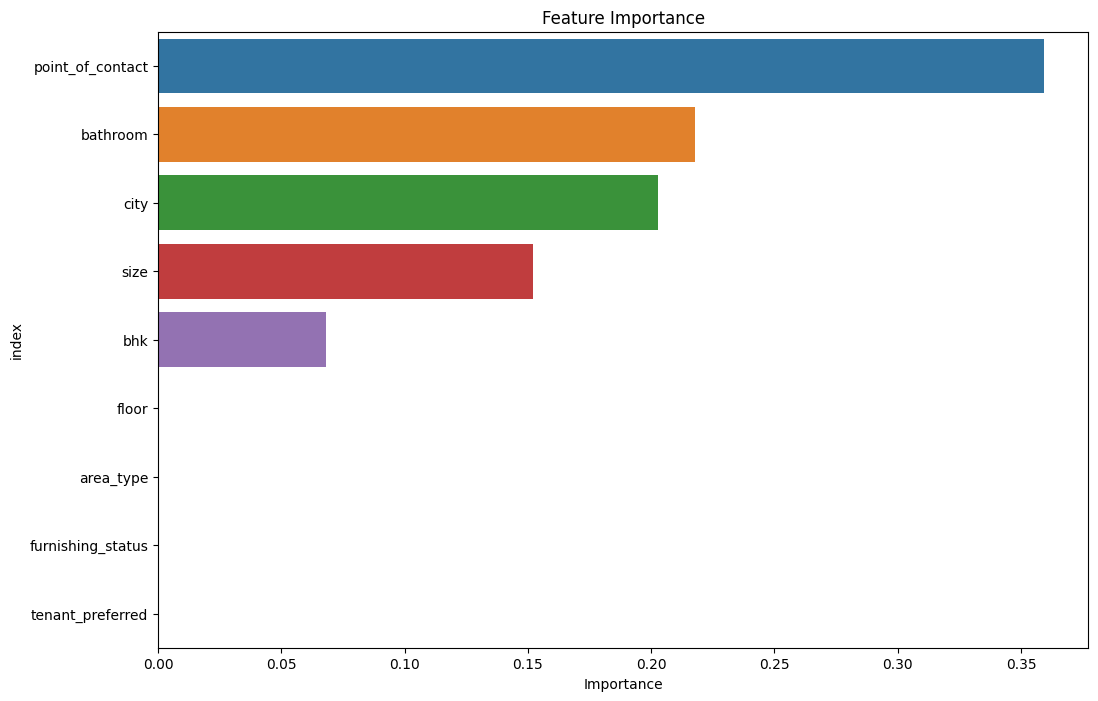 Feature Importance
point_of_contact
bathroom
city
size
bhk
floor
area_type
furnishing_status
tenant_preferred
index
0.00 0.05 0.10 0.15 0.20 0.25 0.30 0.35
Importance